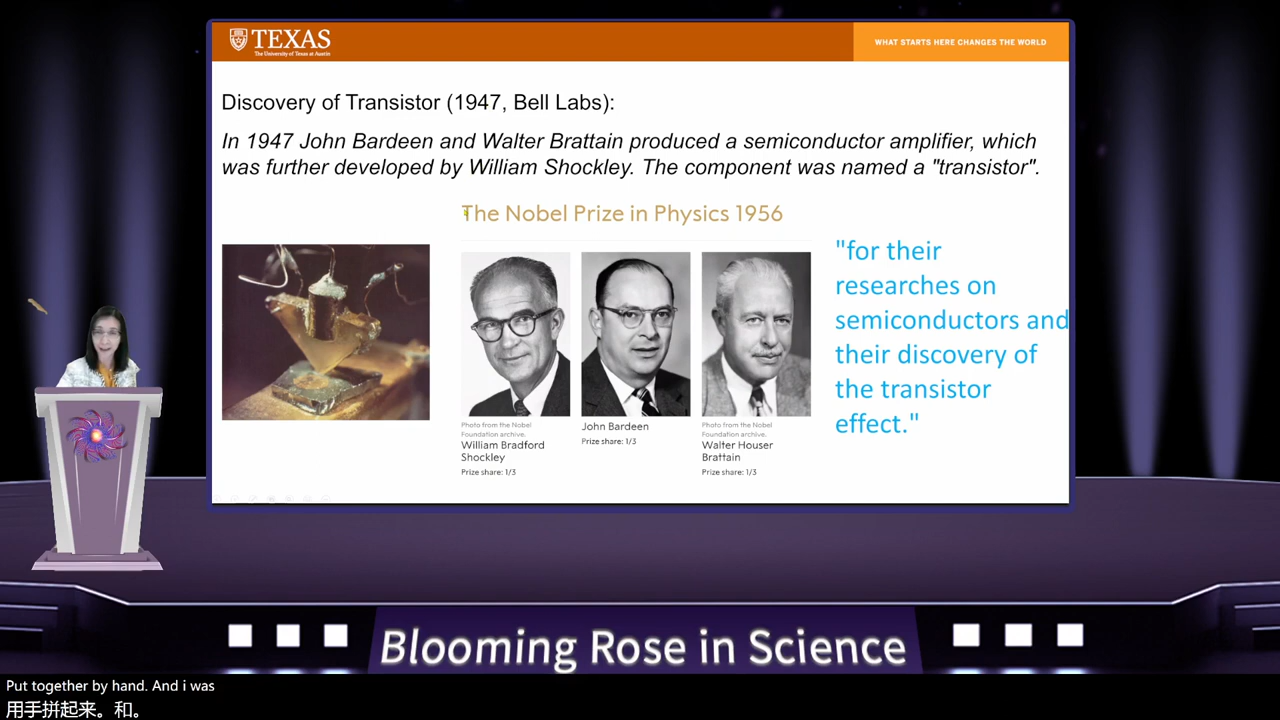 TEXAS
The University of Texas at Austin
WHAT STARTS HERE CHANGES THE WORLD
Discovery of Transistor (1947, Bell Labs):
In 1947 John Bardeen and Walter Brattain produced a semiconductor amplifier, which
was further developed by William Shockley. The component was named a "transistor".
The Nobel Prize in Physics 1956
"for their
researches on
semiconductors and
their discovery of
the transistor
effect."
Photo from the Nobel
Foundation archive.
William Bradford
Shockley
Prize share: 1/3
John Bardeen
Prize share: 1/3
Photo from the Nobel
Foundation archive.
Walter Houser
Brattain
Prize share: 1/3
Blooming Rose in Science
Put together by hand. And i was
用手拼起来。和。